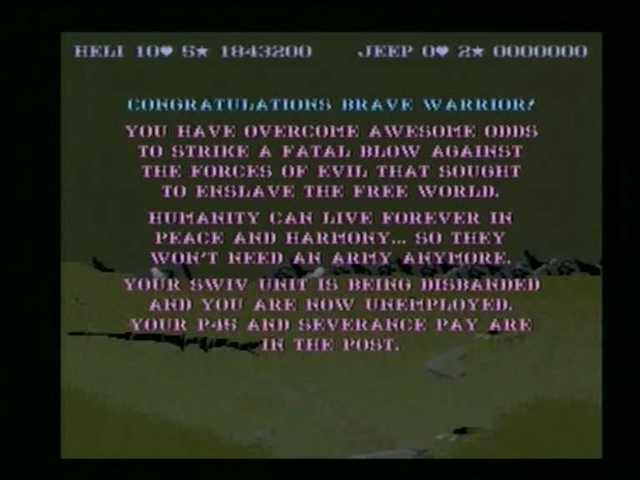 HELI 10♥ 5★ 1843200 JEEP 0♥ 2★ 0000000
CONGRATULATIONS BRAVE WARRIOR!
YOU HAVE OVERCOME AWESOME ODDS
TO STRIKE A FATAL BLOW AGAINST
THE FORCES OF EVIL THAT SOUGHT
TO ENSLAVE THE FREE WORLD.
HUMANITY CAN LIVE FOREVER IN
PEACE AND HARMONY... SO THEY
WON'T NEED AN ARMY ANYMORE.
YOUR SWIV UNIT IS BEING DISBANDED
AND YOU ARE NOW UNEMPLOYED.
YOUR P45 AND SEVERANCE PAY ARE
IN THE POST.